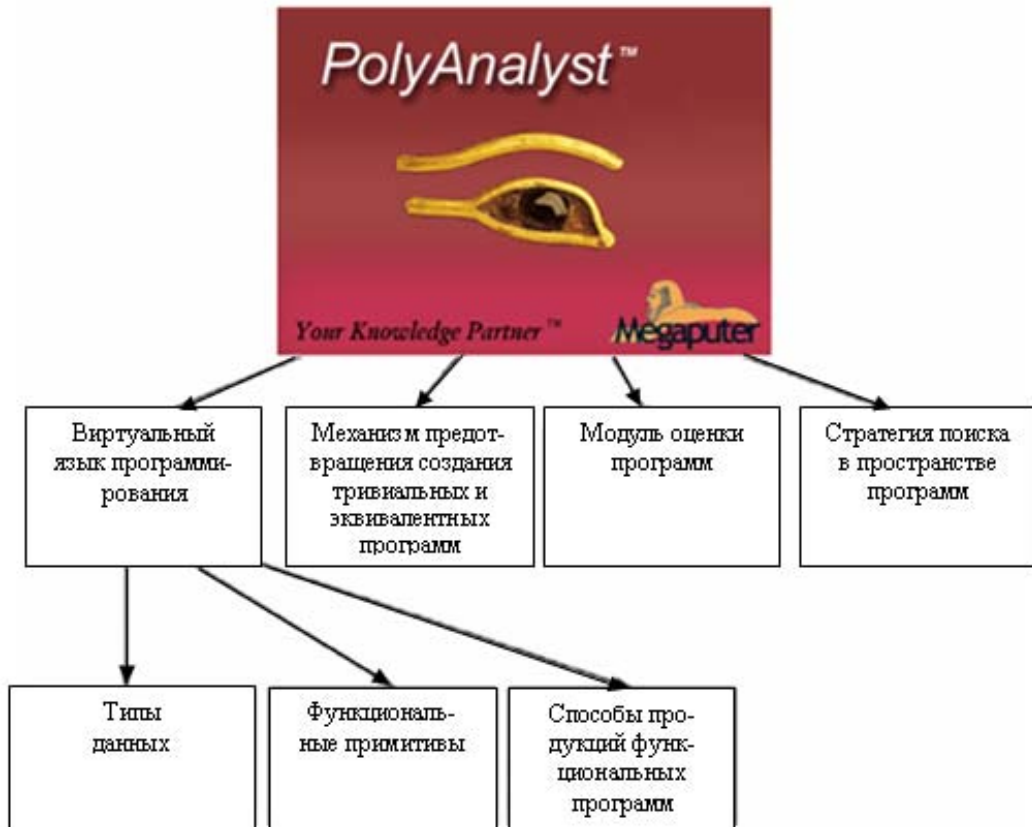 PolyAnalyst™
Your Knowledge Partner™
Megaputer
Виртуальный
язык программи-
рования
Механизм предот-
вращения создания
тривиальных и
эквивалентных
программ
Модуль оценки
программ
Стратегия поиска
в пространстве
программ
Типы
данных
Функциональ-
ные примитивы
Способы про-
дукций функ-
циональных
программ